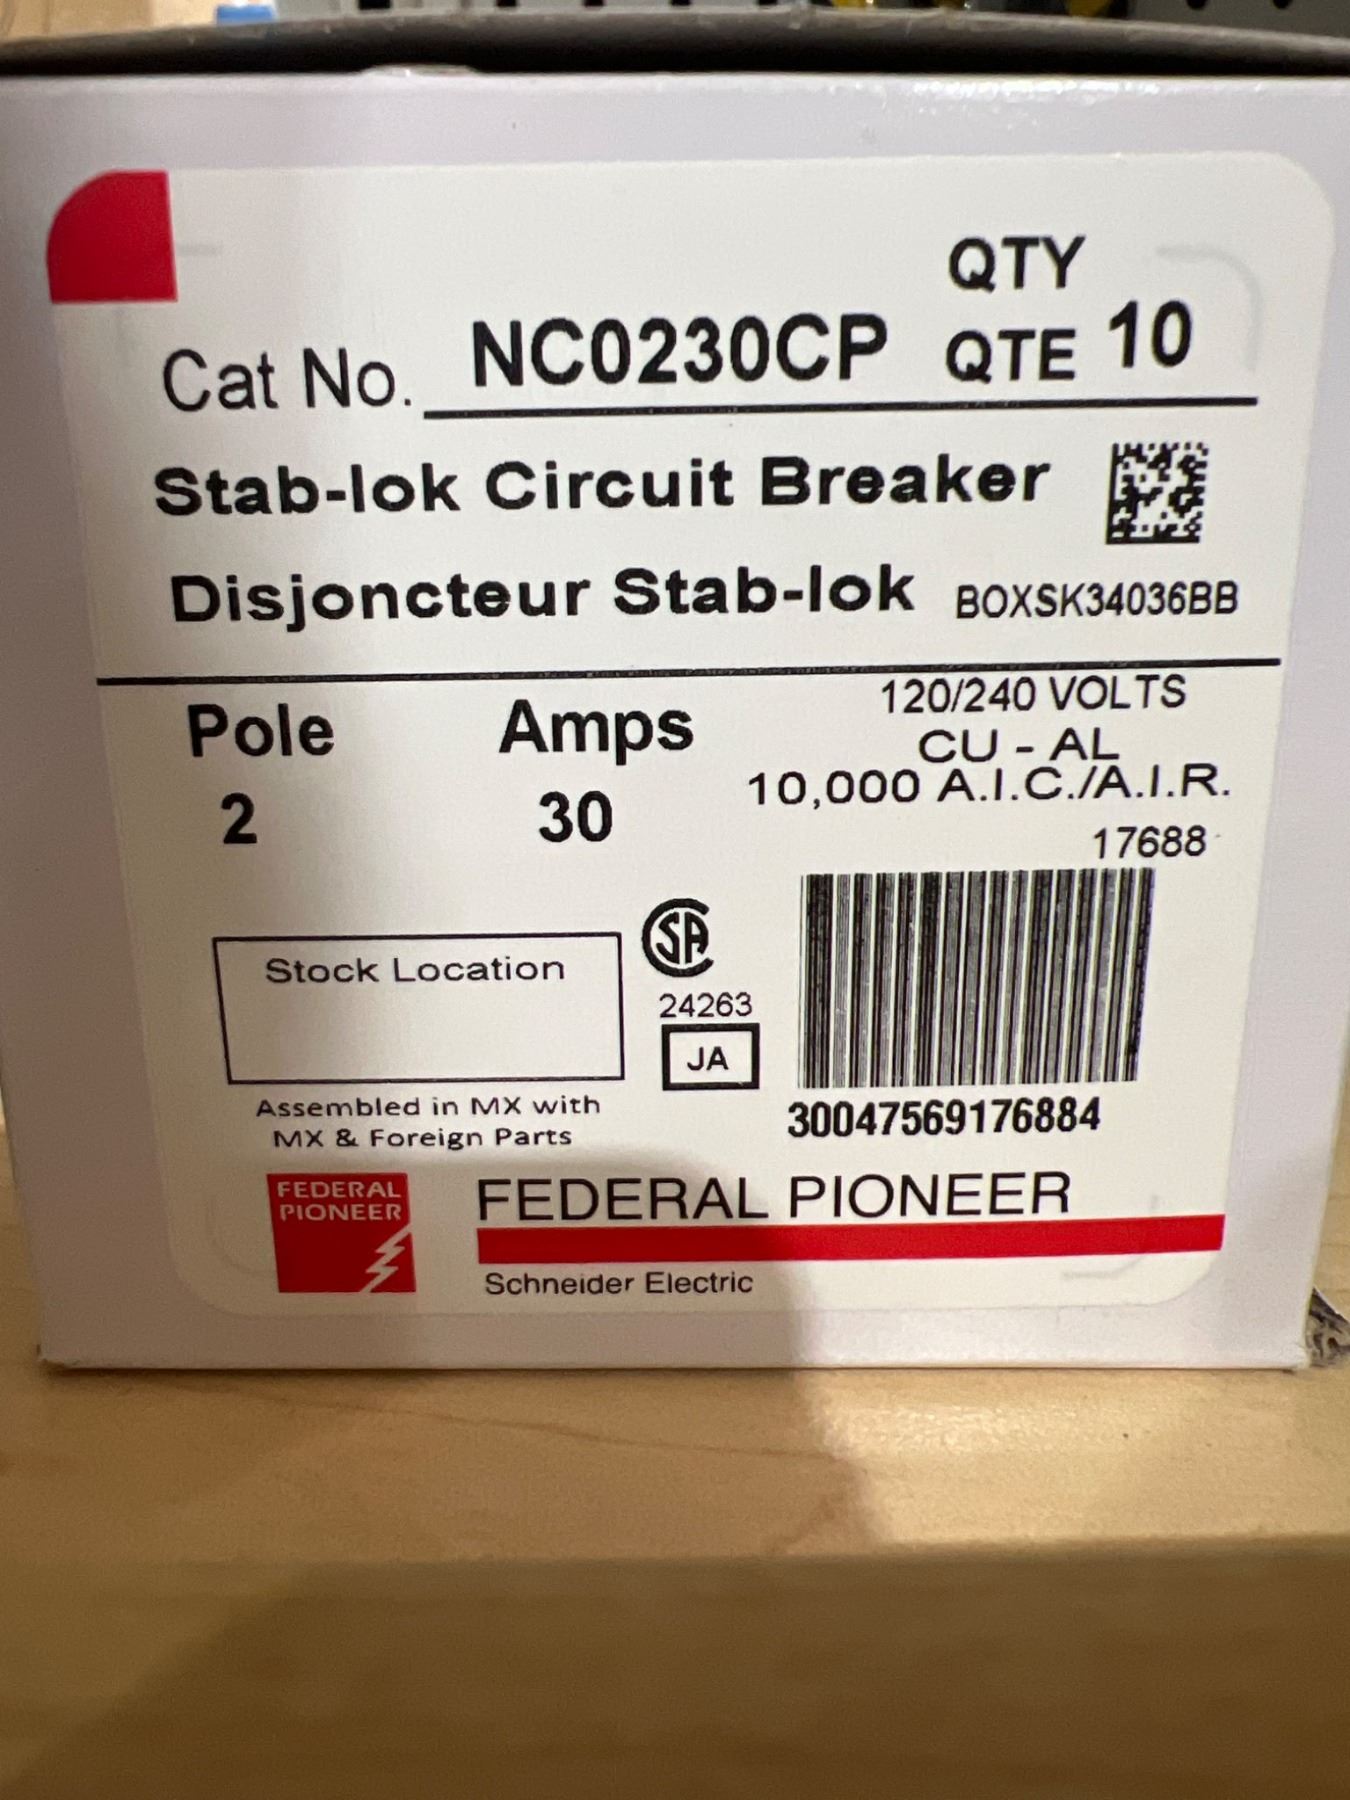 QTY
Cat No. NC0230CP QTE 10
Stab-lok Circuit Breaker
Disjoncteur Stab-lok BOXSK34036BB
Pole Amps 120/240 VOLTS
CU - AL
2 30 10,000 A.I.C./A.I.R.
17688
SA
Stock Location
24263
JA
Assembled in MX with
MX & Foreign Parts
30047569176884
FEDERAL
PIONEER
FEDERAL PIONEER
Schneider Electric